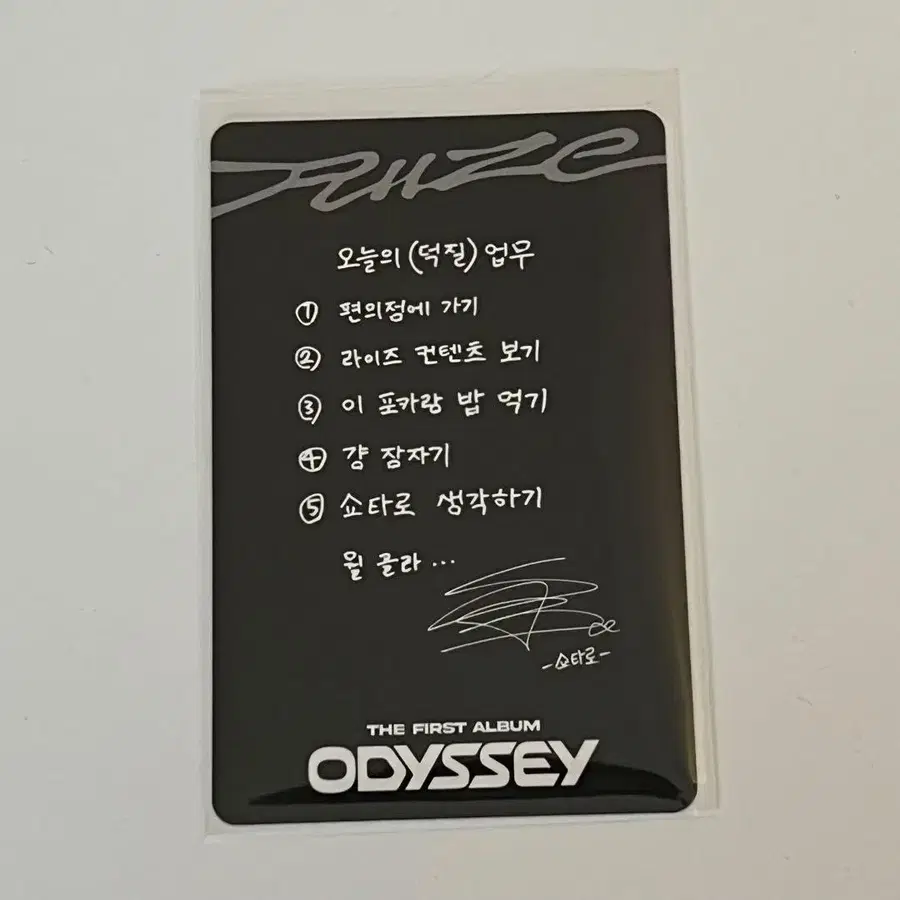 RIIZE
오늘의 (덕질) 업무
① 편의점에 가기
② 라이즈 컨텐츠 보기
③ 이 포카랑 밥 먹기
④ 걍 잠자기
⑤ 쇼타로 생각하기
뭘 골라 ...
-쇼타로-
THE FIRST ALBUM
ODYSSEY